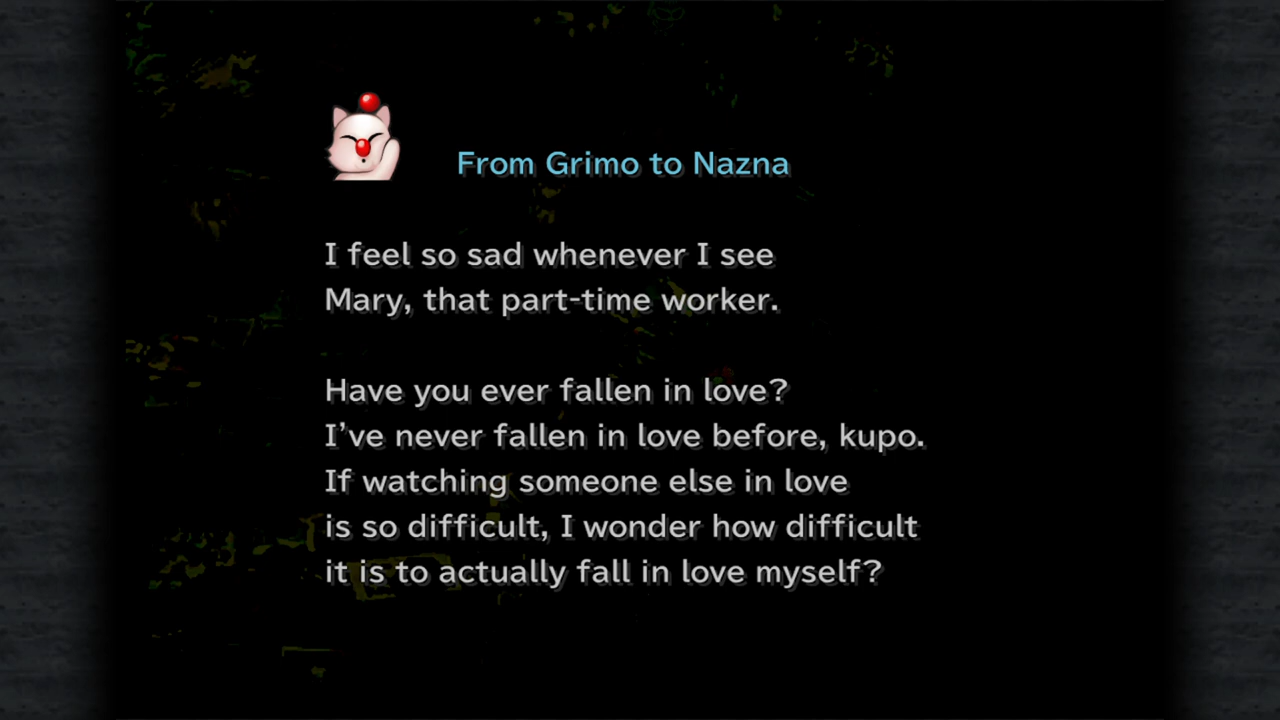 From Grimo to Nazna
I feel so sad whenever I see
Mary, that part-time worker.
Have you ever fallen in love?
I've never fallen in love before, kupo.
If watching someone else in love
is so difficult, I wonder how difficult
it is to actually fall in love myself?